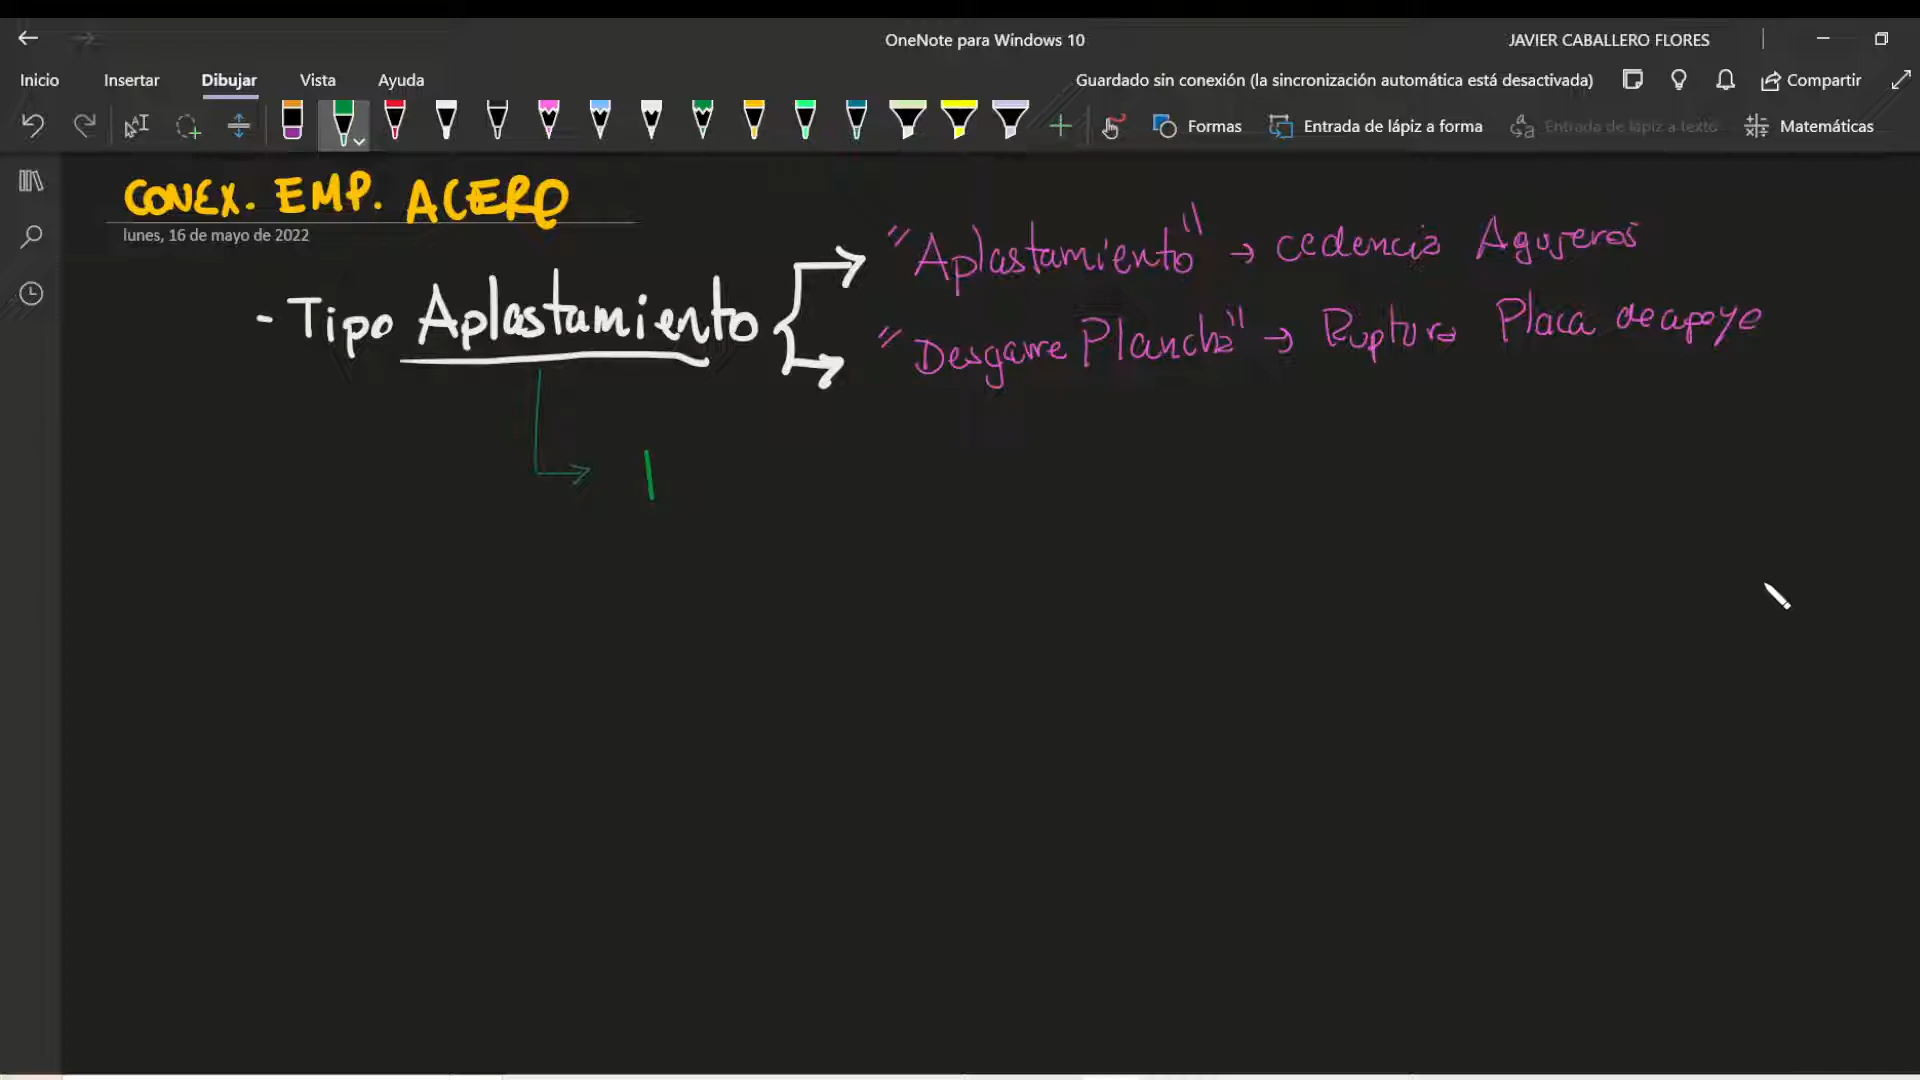 OneNote para Windows 10
JAVIER CABALLERO FLORES
Inicio Insertar Dibujar Vista Ayuda
Guardado sin conexión (la sincronización automática está desactivada)
Compartir
Formas Entrada de lápiz a forma Entrada de lápiz a texto Matemáticas
CONEX. EMP. ACERO
lunes, 16 de mayo de 2022
"Aplastamiento" → cedencia Agujeros
- Tipo Aplastamiento
"Desgarre Plancha" → Ruptura Placa de apoyo